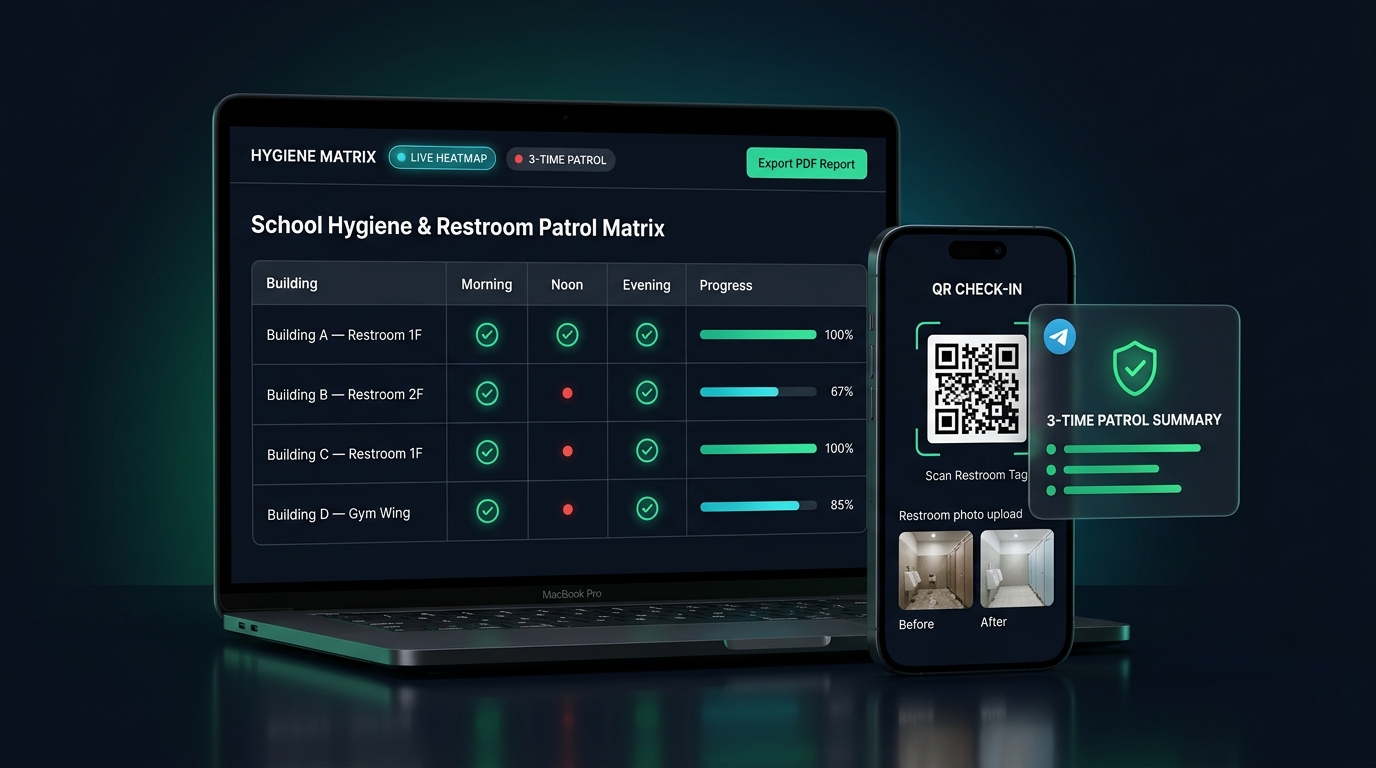 HYGIENE MATRIX
LIVE HEATMAP
3-TIME PATROL
Export PDF Report
School Hygiene & Restroom Patrol Matrix
Building Morning Noon Evening Progress
Building A — Restroom 1F 100%
Building B — Restroom 2F 67%
Building C — Restroom 1F 100%
Building D — Gym Wing 85%
MacBook Pro
QR CHECK-IN
Scan Restroom Tag
Restroom photo upload
Before
After
3-TIME PATROL SUMMARY